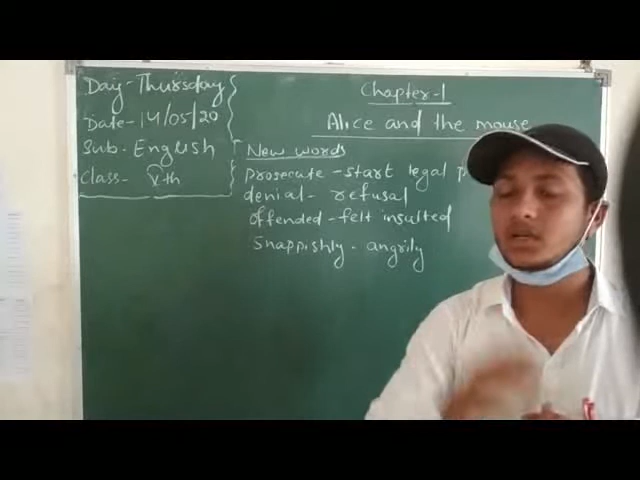 Day- Thursday
Date- 14/05/20
Sub- English
Class- Vth
Chapter-1
Alice and the mouse
New words
prosecute - start legal
denial - refusal
Offended - felt insulted
Snappishly - angrily